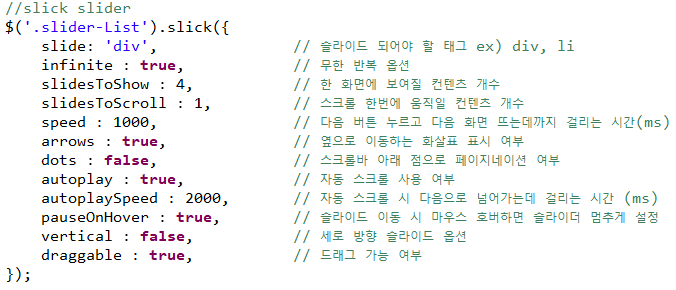 //slick slider
$('.slider-List').slick({
    slide: 'div',                // 슬라이드 되어야 할 태그 ex) div, li
    infinite : true,             // 무한 반복 옵션
    slidesToShow : 4,            // 한 화면에 보여질 컨텐츠 개수
    slidesToScroll : 1,          // 스크롤 한번에 움직일 컨텐츠 개수
    speed : 1000,                // 다음 버튼 누르고 다음 화면 뜨는데까지 걸리는 시간(ms)
    arrows : true,               // 옆으로 이동하는 화살표 표시 여부
    dots : false,                // 스크롤바 아래 점으로 페이지네이션 여부
    autoplay : true,             // 자동 스크롤 사용 여부
    autoplaySpeed : 2000,        // 자동 스크롤 시 다음으로 넘어가는데 걸리는 시간 (ms)
    pauseOnHover : true,         // 슬라이드 이동 시 마우스 호버하면 슬라이더 멈추게 설정
    vertical : false,            // 세로 방향 슬라이드 옵션
    draggable : true,            // 드래그 가능 여부
});